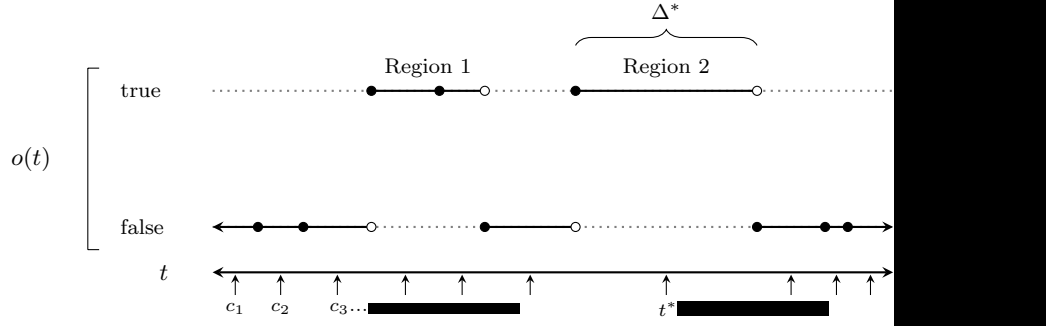 Δ*
Region 1 Region 2
true
o(t)
false
t
c₁ c₂ c₃... t*